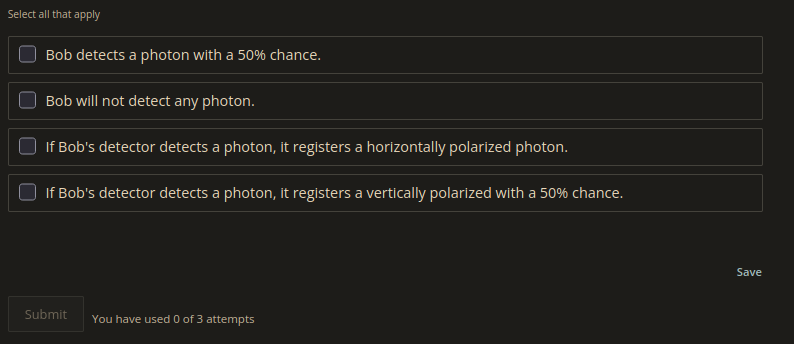 Select all that apply
Bob detects a photon with a 50% chance.
Bob will not detect any photon.
If Bob's detector detects a photon, it registers a horizontally polarized photon.
If Bob's detector detects a photon, it registers a vertically polarized with a 50% chance.
Save
Submit
You have used 0 of 3 attempts